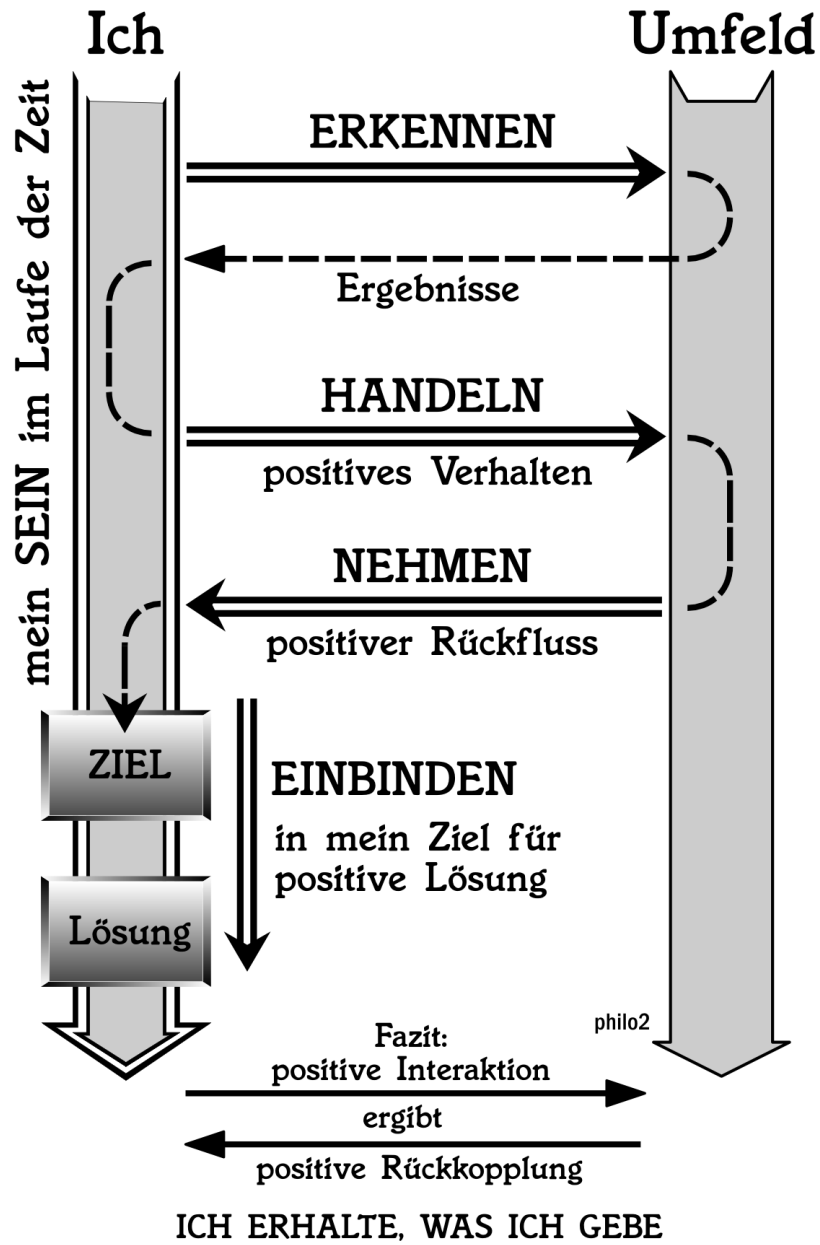 Ich
Umfeld
mein SEIN im Laufe der Zeit
ERKENNEN
Ergebnisse
HANDELN
positives Verhalten
NEHMEN
positiver Rückfluss
ZIEL
EINBINDEN
in mein Ziel für
positive Lösung
Lösung
philo2
Fazit:
positive Interaktion
ergibt
positive Rückkopplung
ICH ERHALTE, WAS ICH GEBE